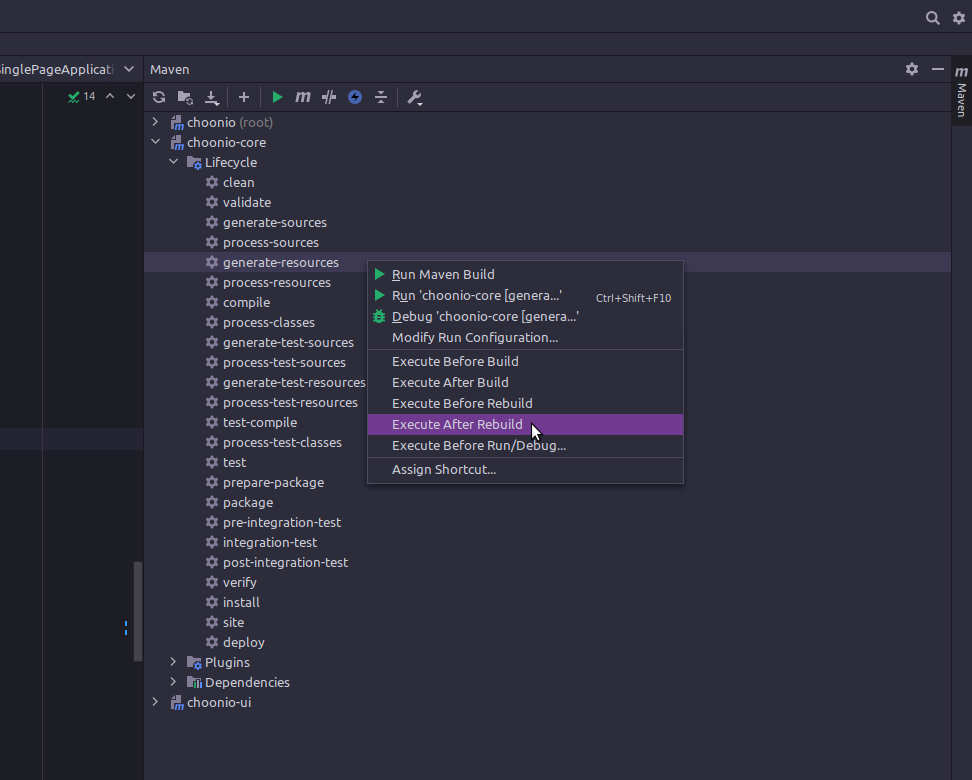 inglePageApplicati
Maven
14
m
choonio (root)
choonio-core
Lifecycle
clean
validate
generate-sources
process-sources
generate-resources
process-resources
compile
process-classes
generate-test-sources
process-test-sources
generate-test-resources
process-test-resources
test-compile
process-test-classes
test
prepare-package
package
pre-integration-test
integration-test
post-integration-test
verify
install
site
deploy
Plugins
Dependencies
choonio-ui
Run Maven Build
Run 'choonio-core [genera...' Ctrl+Shift+F10
Debug 'choonio-core [genera...'
Modify Run Configuration...
Execute Before Build
Execute After Build
Execute Before Rebuild
Execute After Rebuild
Execute Before Run/Debug...
Assign Shortcut...
m
Maven